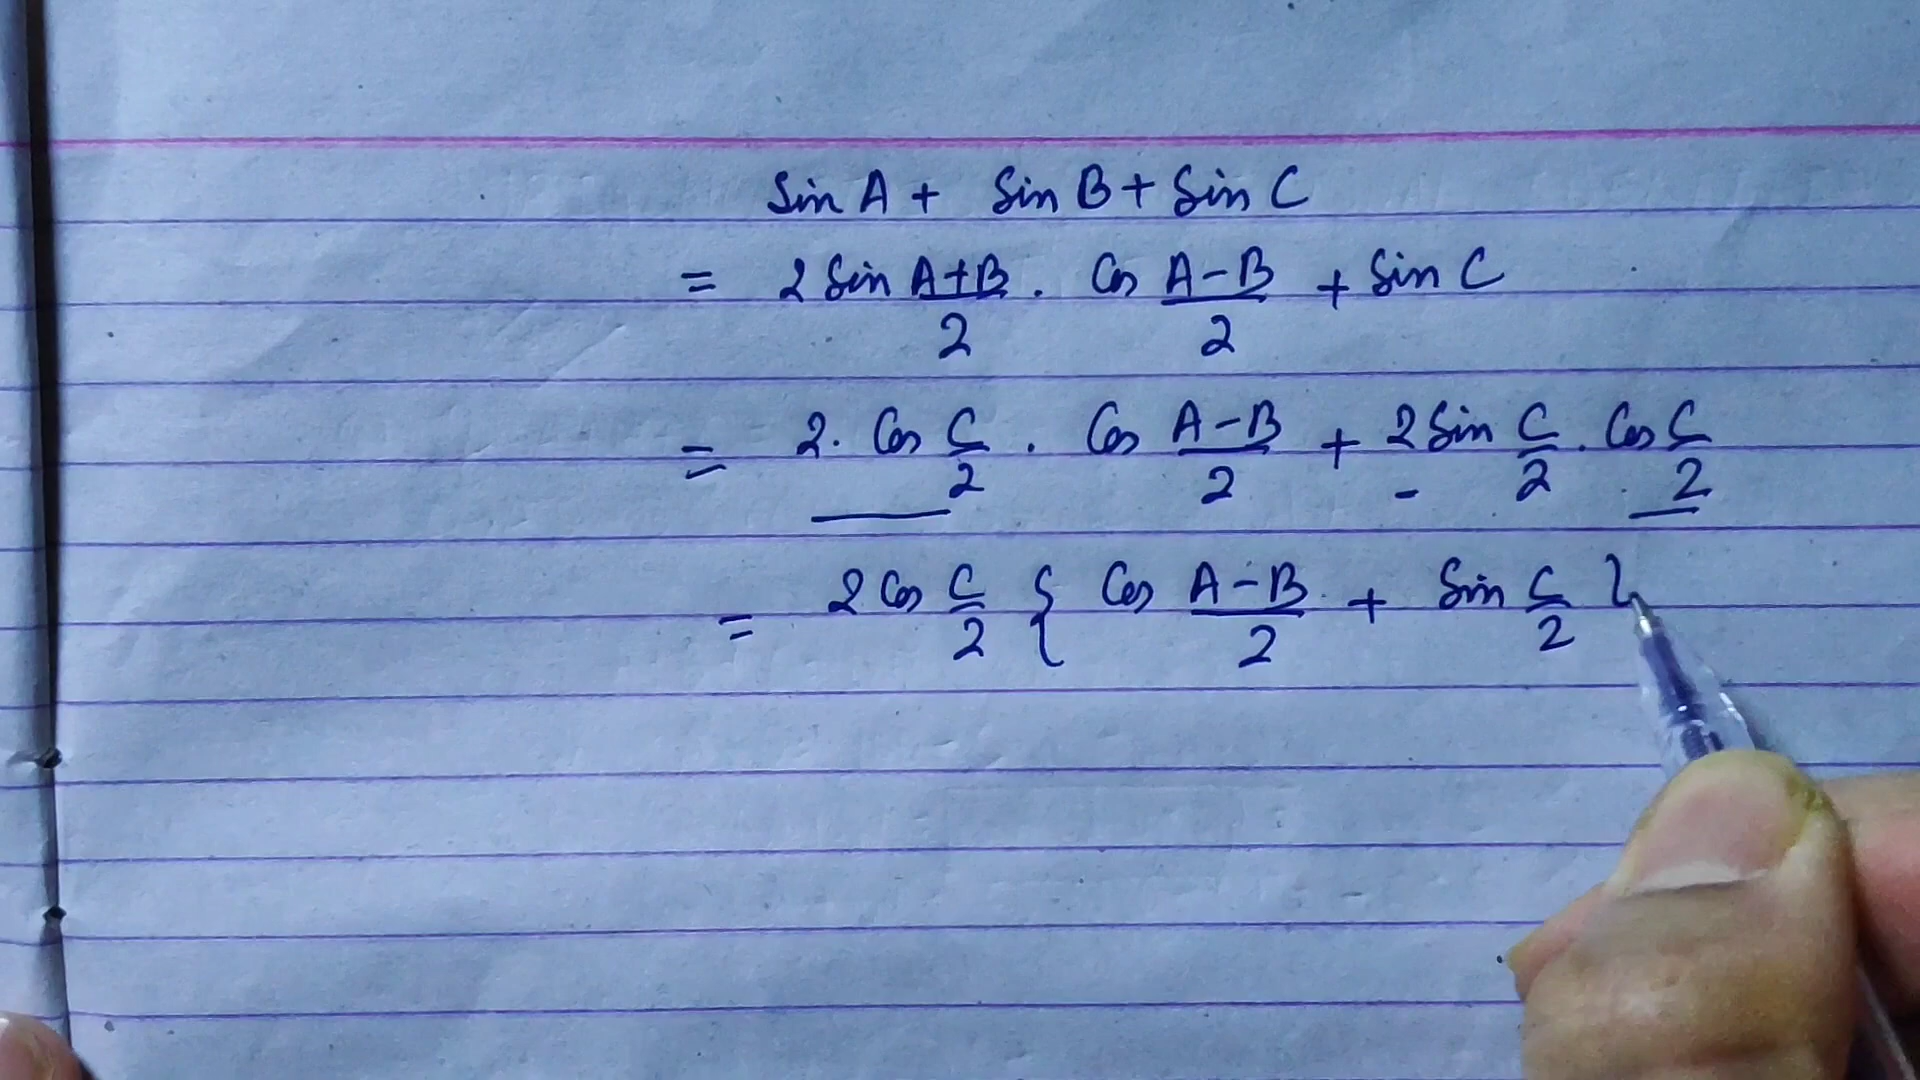 Sin A + Sin B + Sin C
= 2 Sin A+B/2 . Cos A-B/2 + Sin C
= 2. Cos C/2 . Cos A-B/2 + 2 Sin C/2 . Cos C/2
= 2 Cos C/2 { Cos A-B/2 + Sin C/2 }